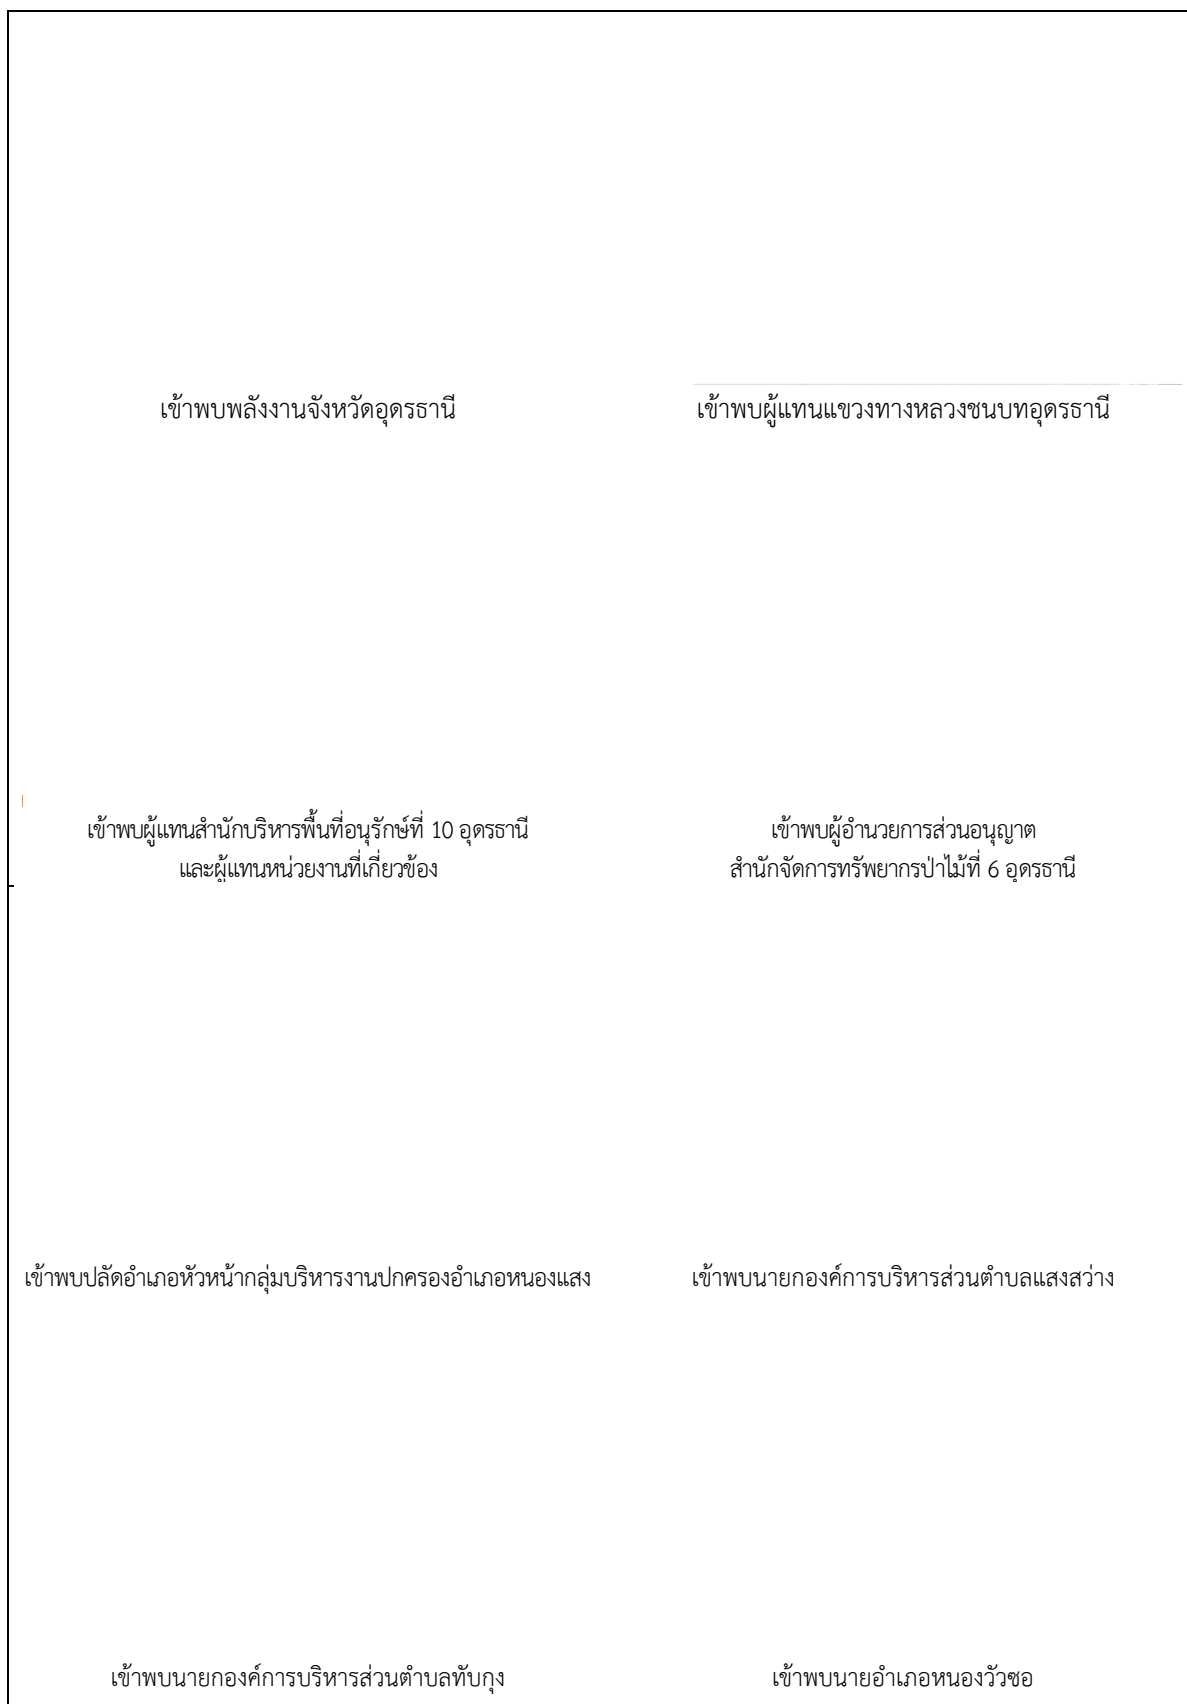 เข้าพบพลังงานจังหวัดอุดรธานี
เข้าพบผู้แทนแขวงทางหลวงชนบทอุดรธานี
เข้าพบผู้แทนสำนักบริหารพื้นที่อนุรักษ์ที่ 10 อุดรธานี
และผู้แทนหน่วยงานที่เกี่ยวข้อง
เข้าพบผู้อำนวยการส่วนอนุญาต
สำนักจัดการทรัพยากรป่าไม้ที่ 6 อุดรธานี
เข้าพบปลัดอำเภอหัวหน้ากลุ่มบริหารงานปกครองอำเภอหนองแสง
เข้าพบนายกองค์การบริหารส่วนตำบลแสงสว่าง
เข้าพบนายกองค์การบริหารส่วนตำบลทับกุง
เข้าพบนายอำเภอหนองวัวซอ